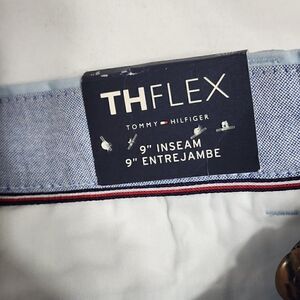 THFLEX
TOMMY HILFIGER
9" INSEAM
9" ENTREJAMBE